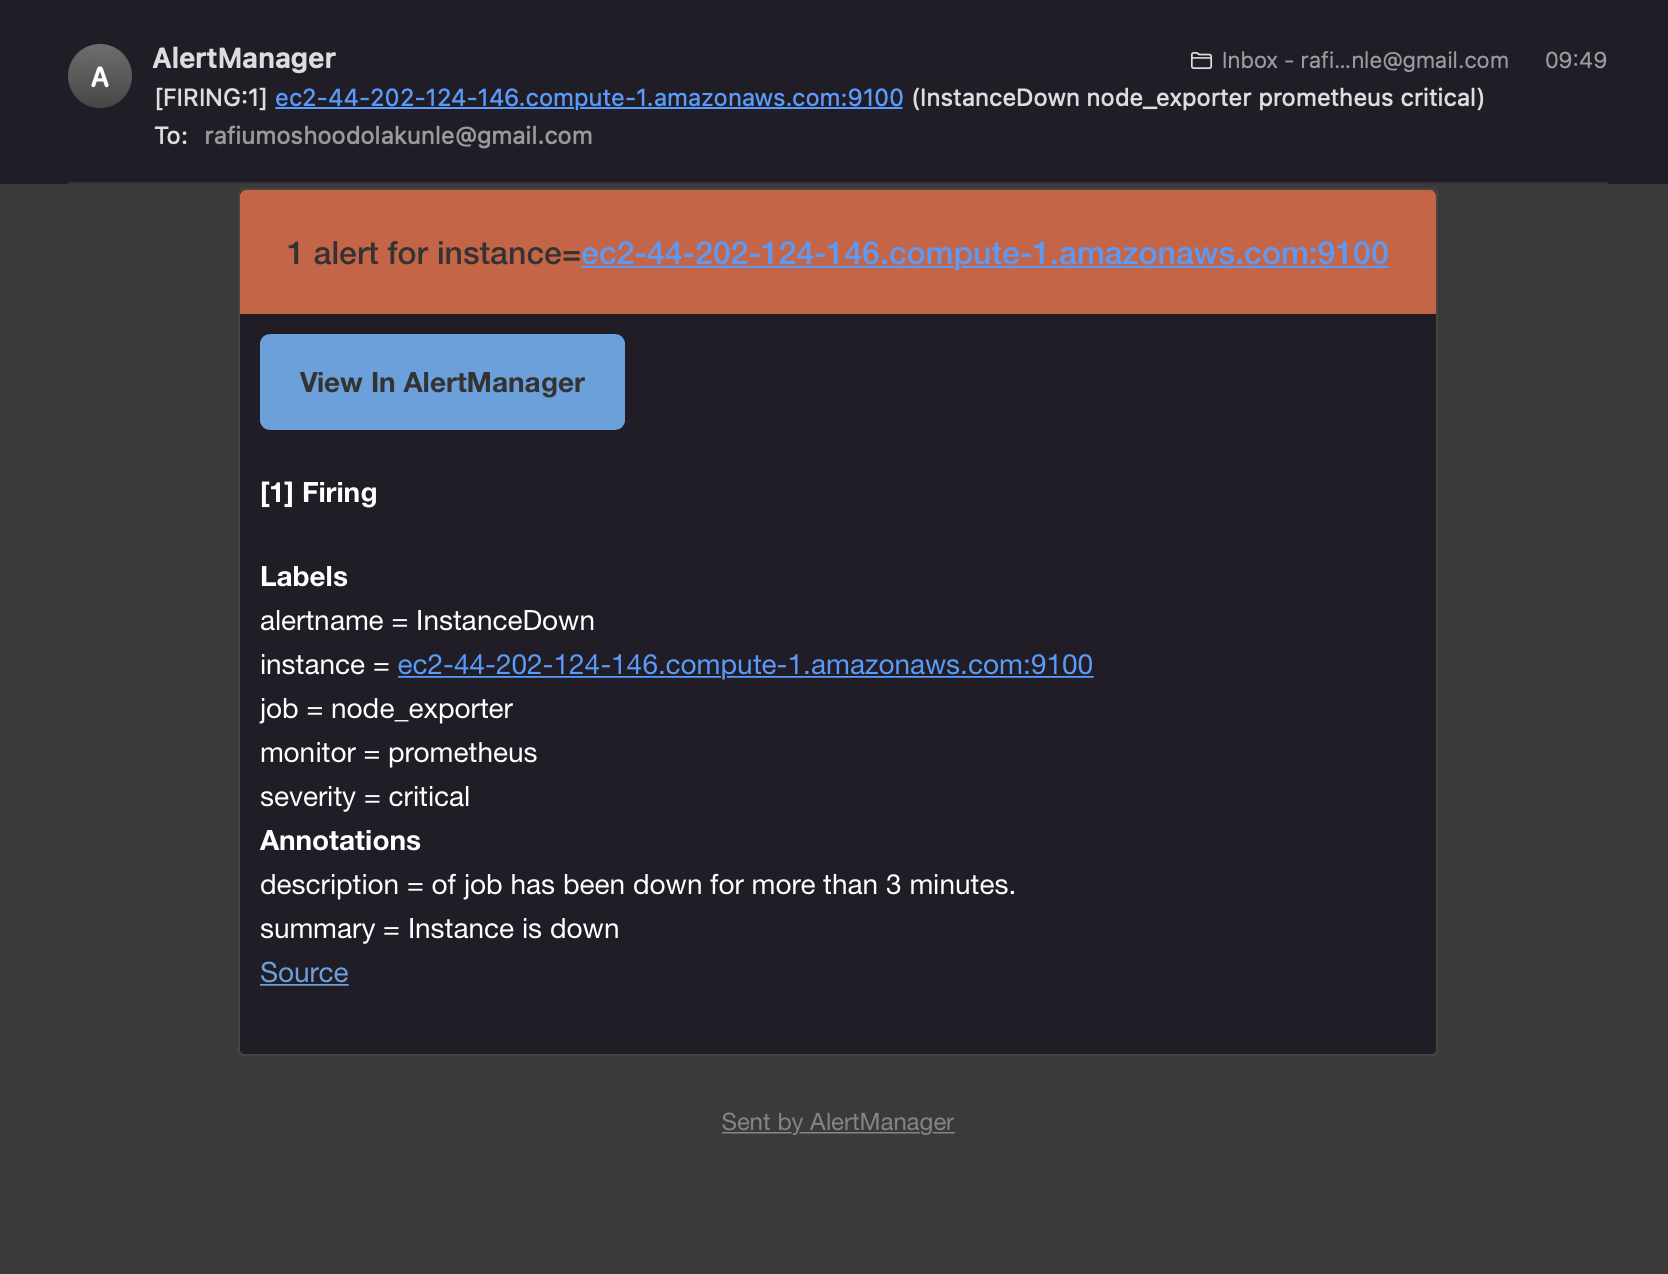 A
AlertManager
Inbox - rafi...nle@gmail.com 09:49
[FIRING:1] ec2-44-202-124-146.compute-1.amazonaws.com:9100 (InstanceDown node_exporter prometheus critical)
To: rafiumoshoodolakunle@gmail.com
1 alert for instance=ec2-44-202-124-146.compute-1.amazonaws.com:9100
View In AlertManager
[1] Firing
Labels
alertname = InstanceDown
instance = ec2-44-202-124-146.compute-1.amazonaws.com:9100
job = node_exporter
monitor = prometheus
severity = critical
Annotations
description = of job has been down for more than 3 minutes.
summary = Instance is down
Source
Sent by AlertManager